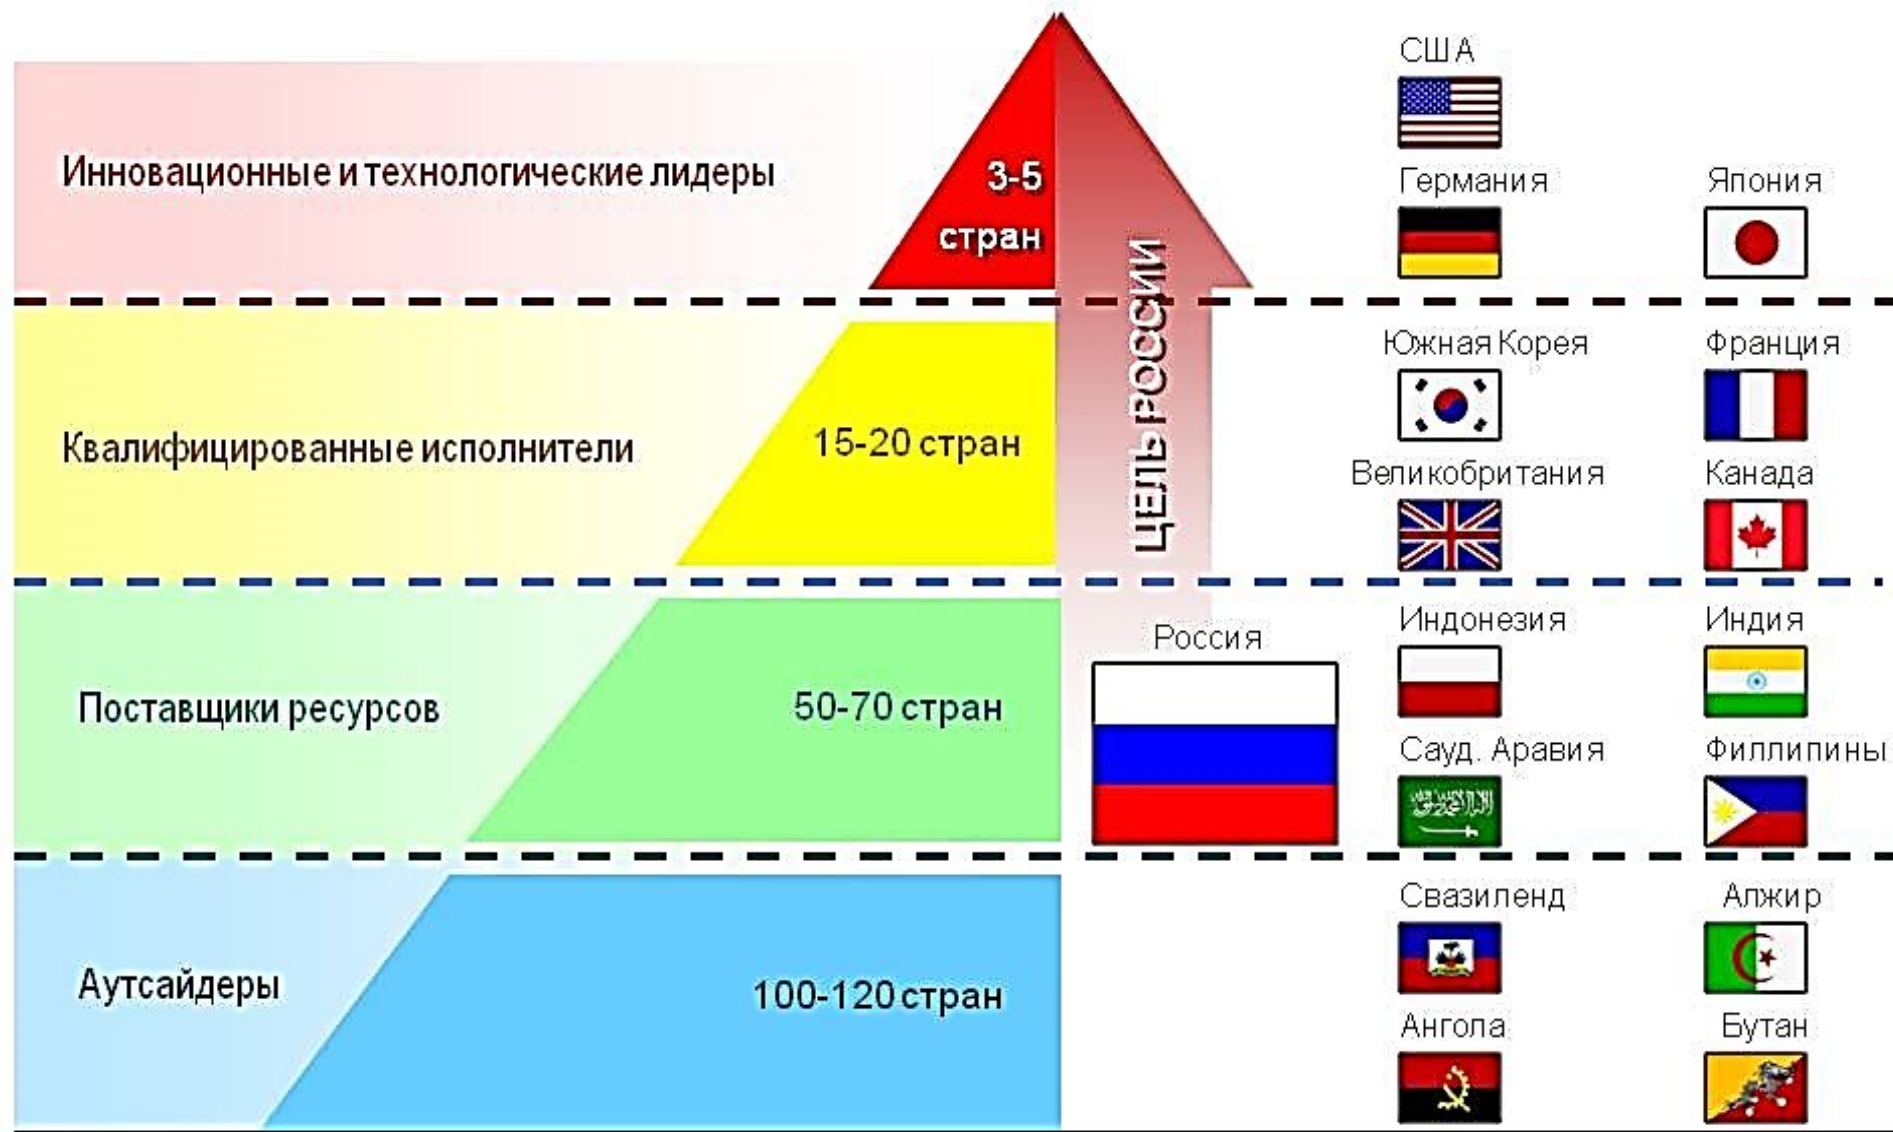 США
Инновационные и технологические лидеры
3-5
стран
Германия
Япония
ЦЕЛЬ РОССИИ
Южная Корея
Франция
Квалифицированные исполнители
15-20 стран
Великобритания
Канада
Россия
Индонезия
Индия
Поставщики ресурсов
50-70 стран
Сауд. Аравия
Филлипины
Свазиленд
Алжир
Аутсайдеры
100-120 стран
Ангола
Бутан